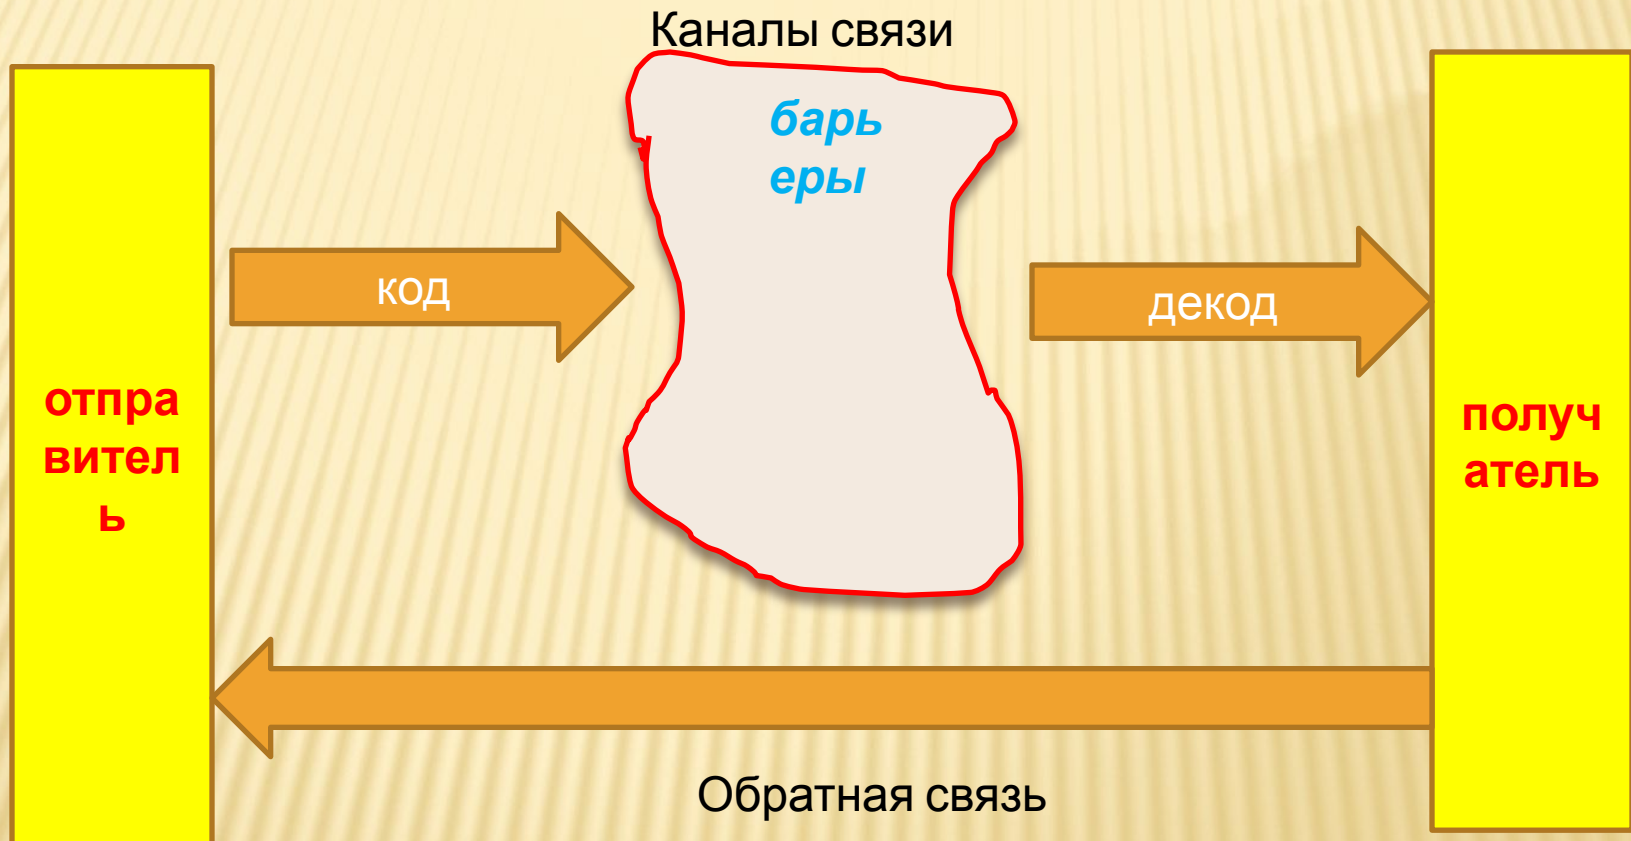 Каналы связи
барь
еры
код
декод
отпра
вител
ь
получ
атель
Обратная связь